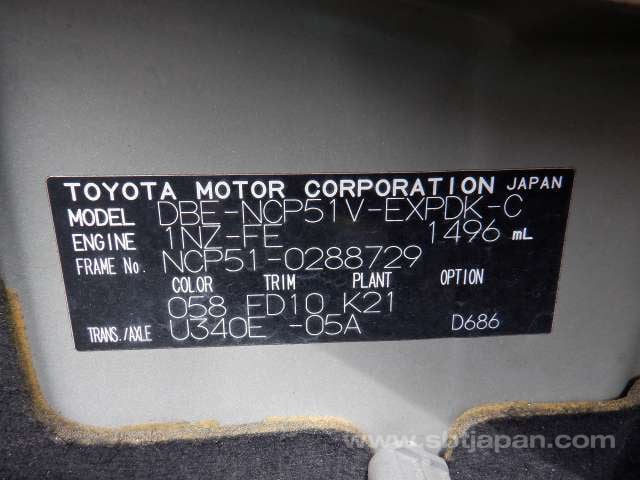 TOYOTA MOTOR CORPORATION JAPAN
MODEL DBE-NCP51V-EXPDK-C
ENGINE 1NZ-FE 1496 mL
FRAME No. NCP51-0288729
COLOR TRIM PLANT OPTION
058 FD10 K21
TRANS./AXLE U340E -05A D686
www.sbtjapan.com